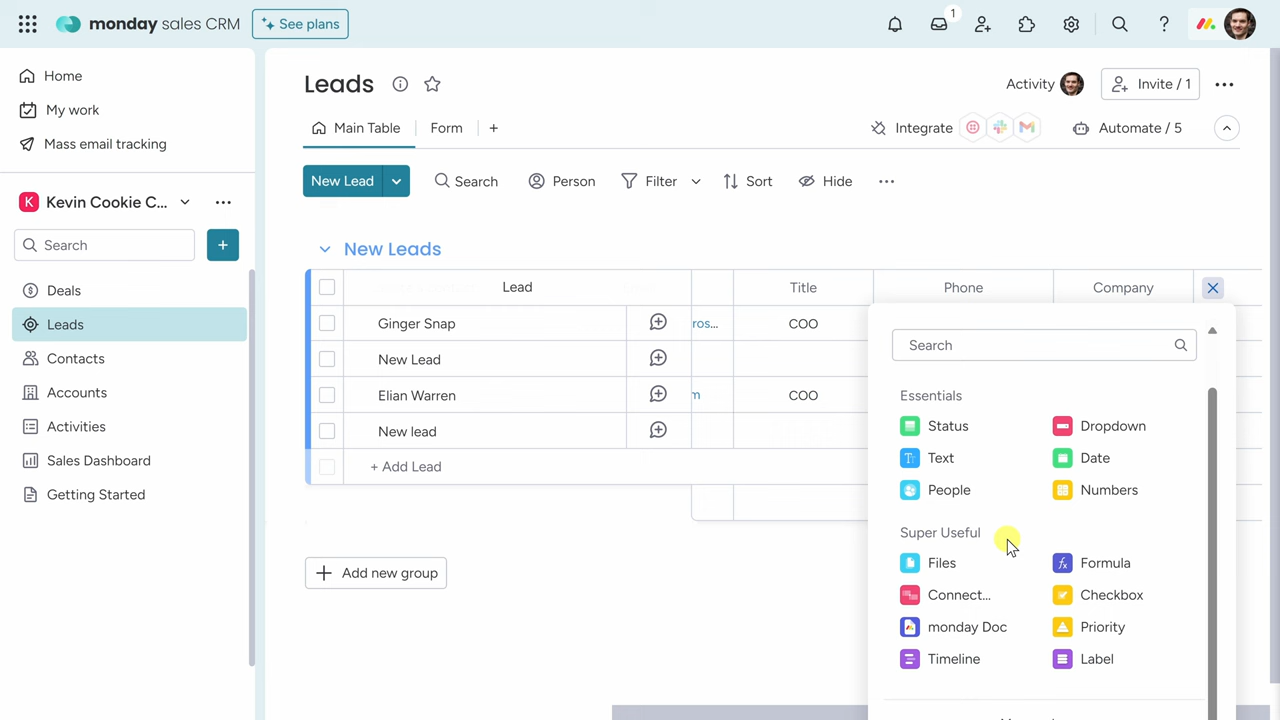 monday sales CRM
See plans
1
Home
My work
Mass email tracking
K Kevin Cookie C...
Search
Deals
Leads
Contacts
Accounts
Activities
Sales Dashboard
Getting Started
Leads
Activity
Invite / 1
Main Table
Form
Integrate
Automate / 5
New Lead
Search
Person
Filter
Sort
Hide
New Leads
Lead
Title
Phone
Company
Ginger Snap
ros...
COO
New Lead
Elian Warren
m
COO
New lead
+ Add Lead
Add new group
Search
Essentials
Status
Dropdown
Text
Date
People
Numbers
Super Useful
Files
Formula
Connect...
Checkbox
monday Doc
Priority
Timeline
Label